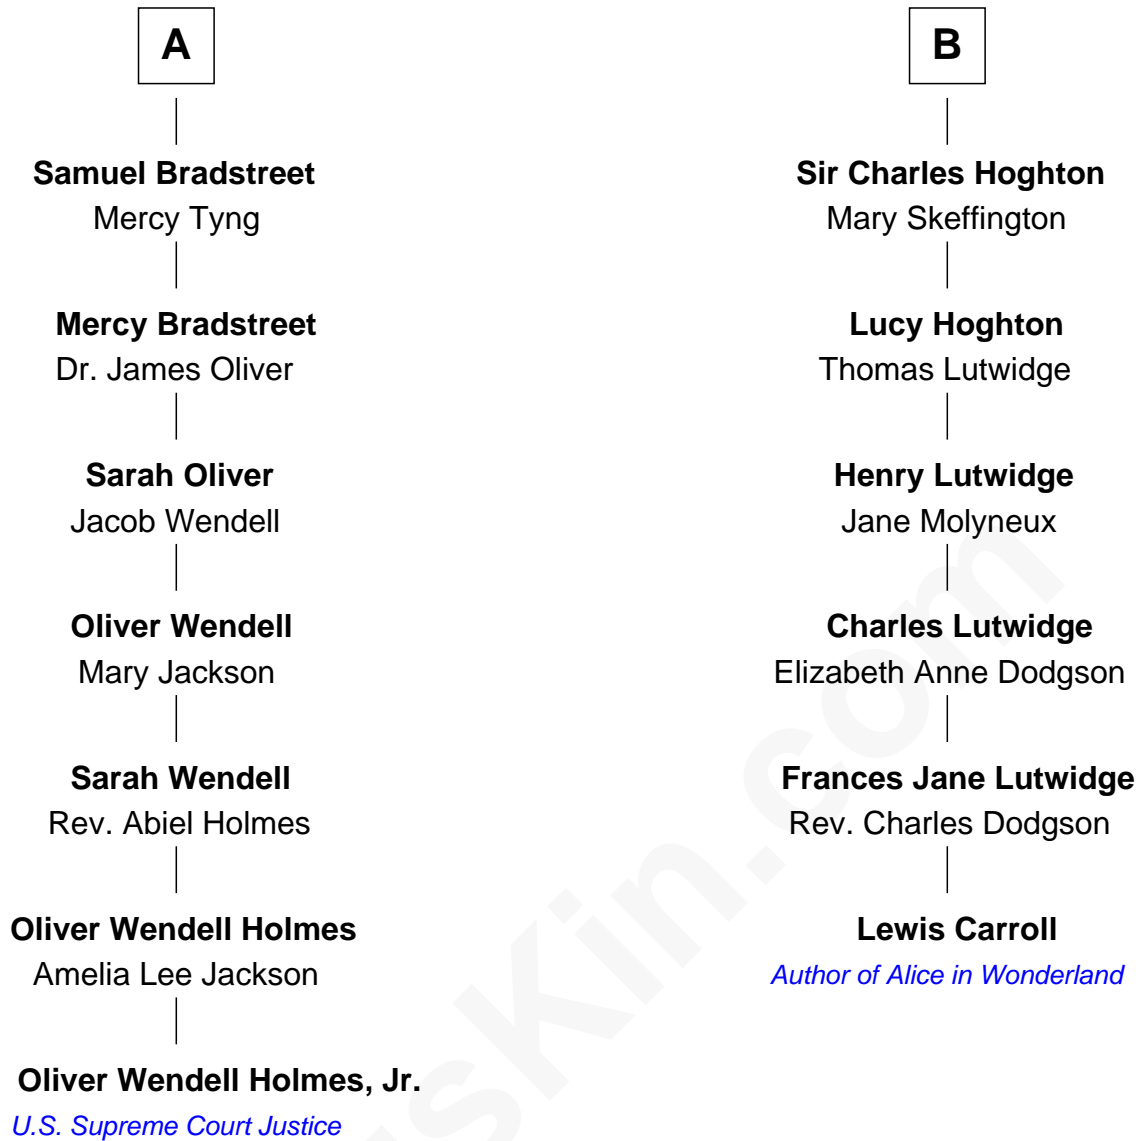 A
Samuel Bradstreet
Mercy Tyng
Mercy Bradstreet
Dr. James Oliver
Sarah Oliver
Jacob Wendell
Oliver Wendell
Mary Jackson
Sarah Wendell
Rev. Abiel Holmes
Oliver Wendell Holmes
Amelia Lee Jackson
Oliver Wendell Holmes, Jr.
U.S. Supreme Court Justice
B
Sir Charles Hoghton
Mary Skeffington
Lucy Hoghton
Thomas Lutwidge
Henry Lutwidge
Jane Molyneux
Charles Lutwidge
Elizabeth Anne Dodgson
Frances Jane Lutwidge
Rev. Charles Dodgson
Lewis Carroll
Author of Alice in Wonderland